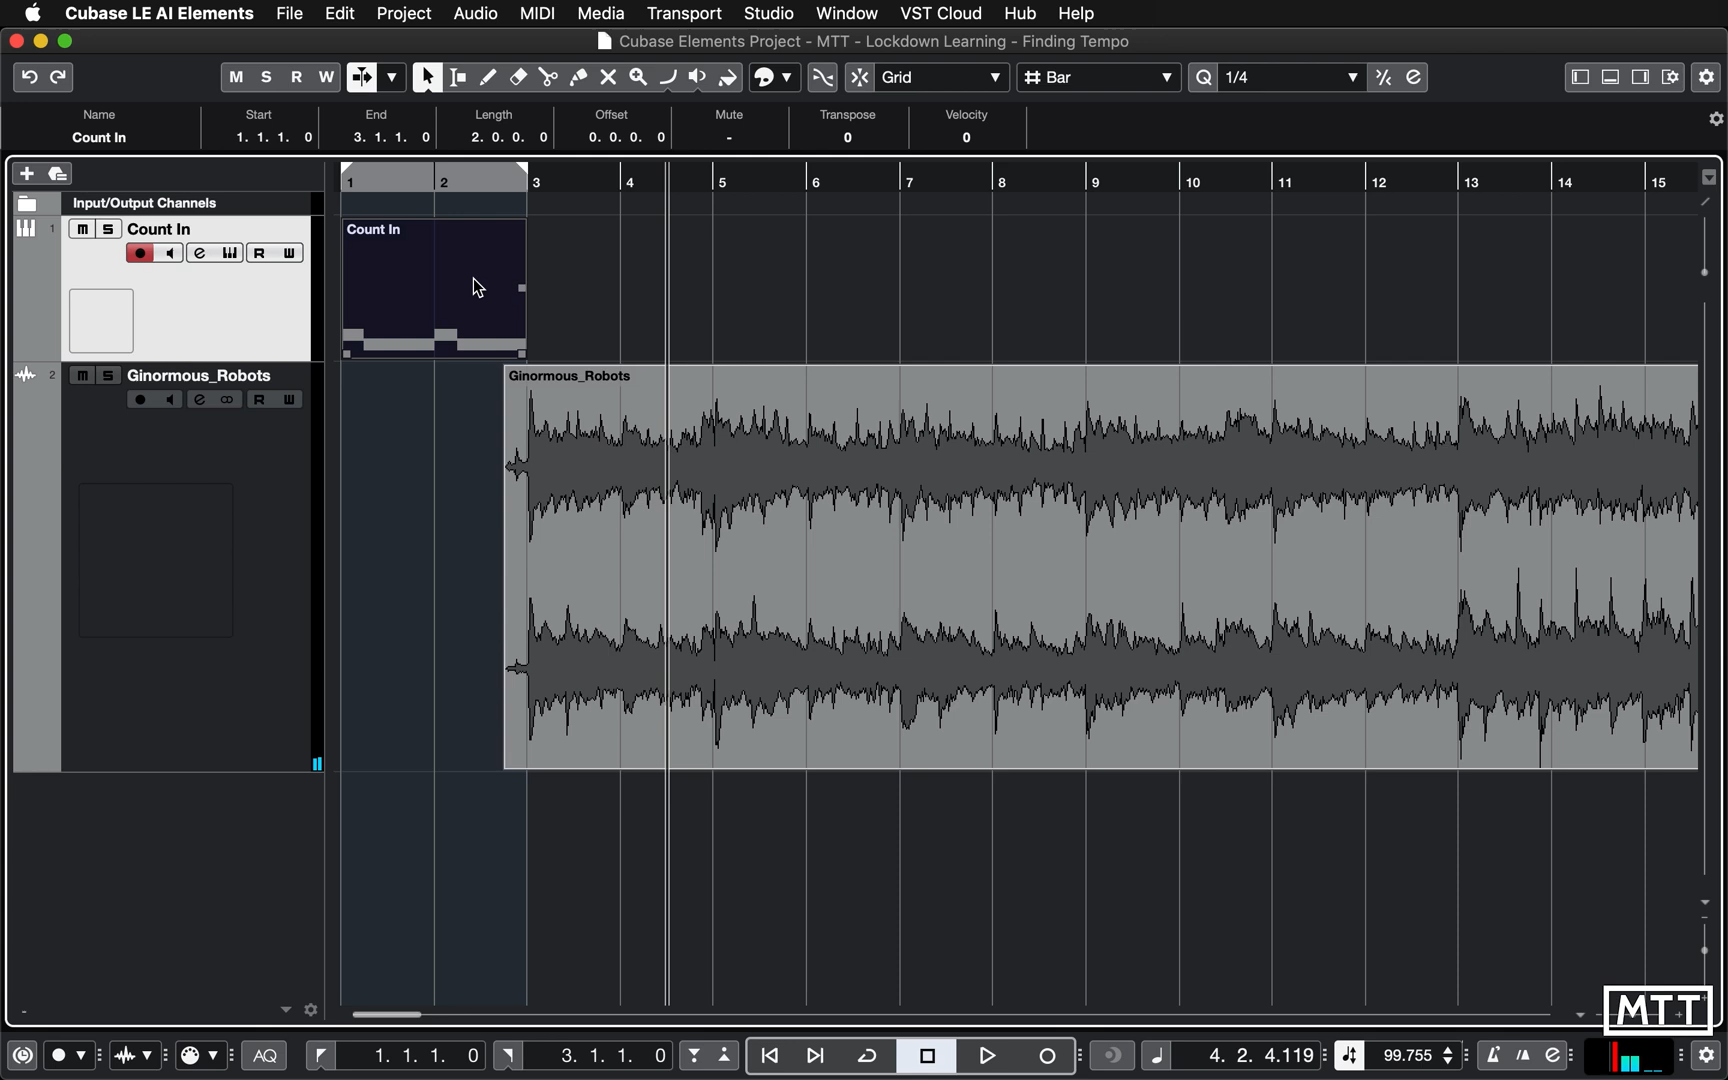 Cubase LE AI Elements File Edit Project Audio MIDI Media Transport Studio Window VST Cloud Hub Help
Cubase Elements Project - MTT - Lockdown Learning - Finding Tempo
M S R W Grid Bar Q 1/4
Name Start End Length Offset Mute Transpose Velocity
Count In 1. 1. 1. 0 3. 1. 1. 0 2. 0. 0. 0 0. 0. 0. 0 - 0 0
1 2 3 4 5 6 7 8 9 10 11 12 13 14 15
Input/Output Channels
1 m S Count In
Count In
e R W
2 m S Ginormous_Robots
Ginormous_Robots
e R W
MTT
AQ 1. 1. 1. 0 3. 1. 1. 0 4. 2. 4.119 99.755 e